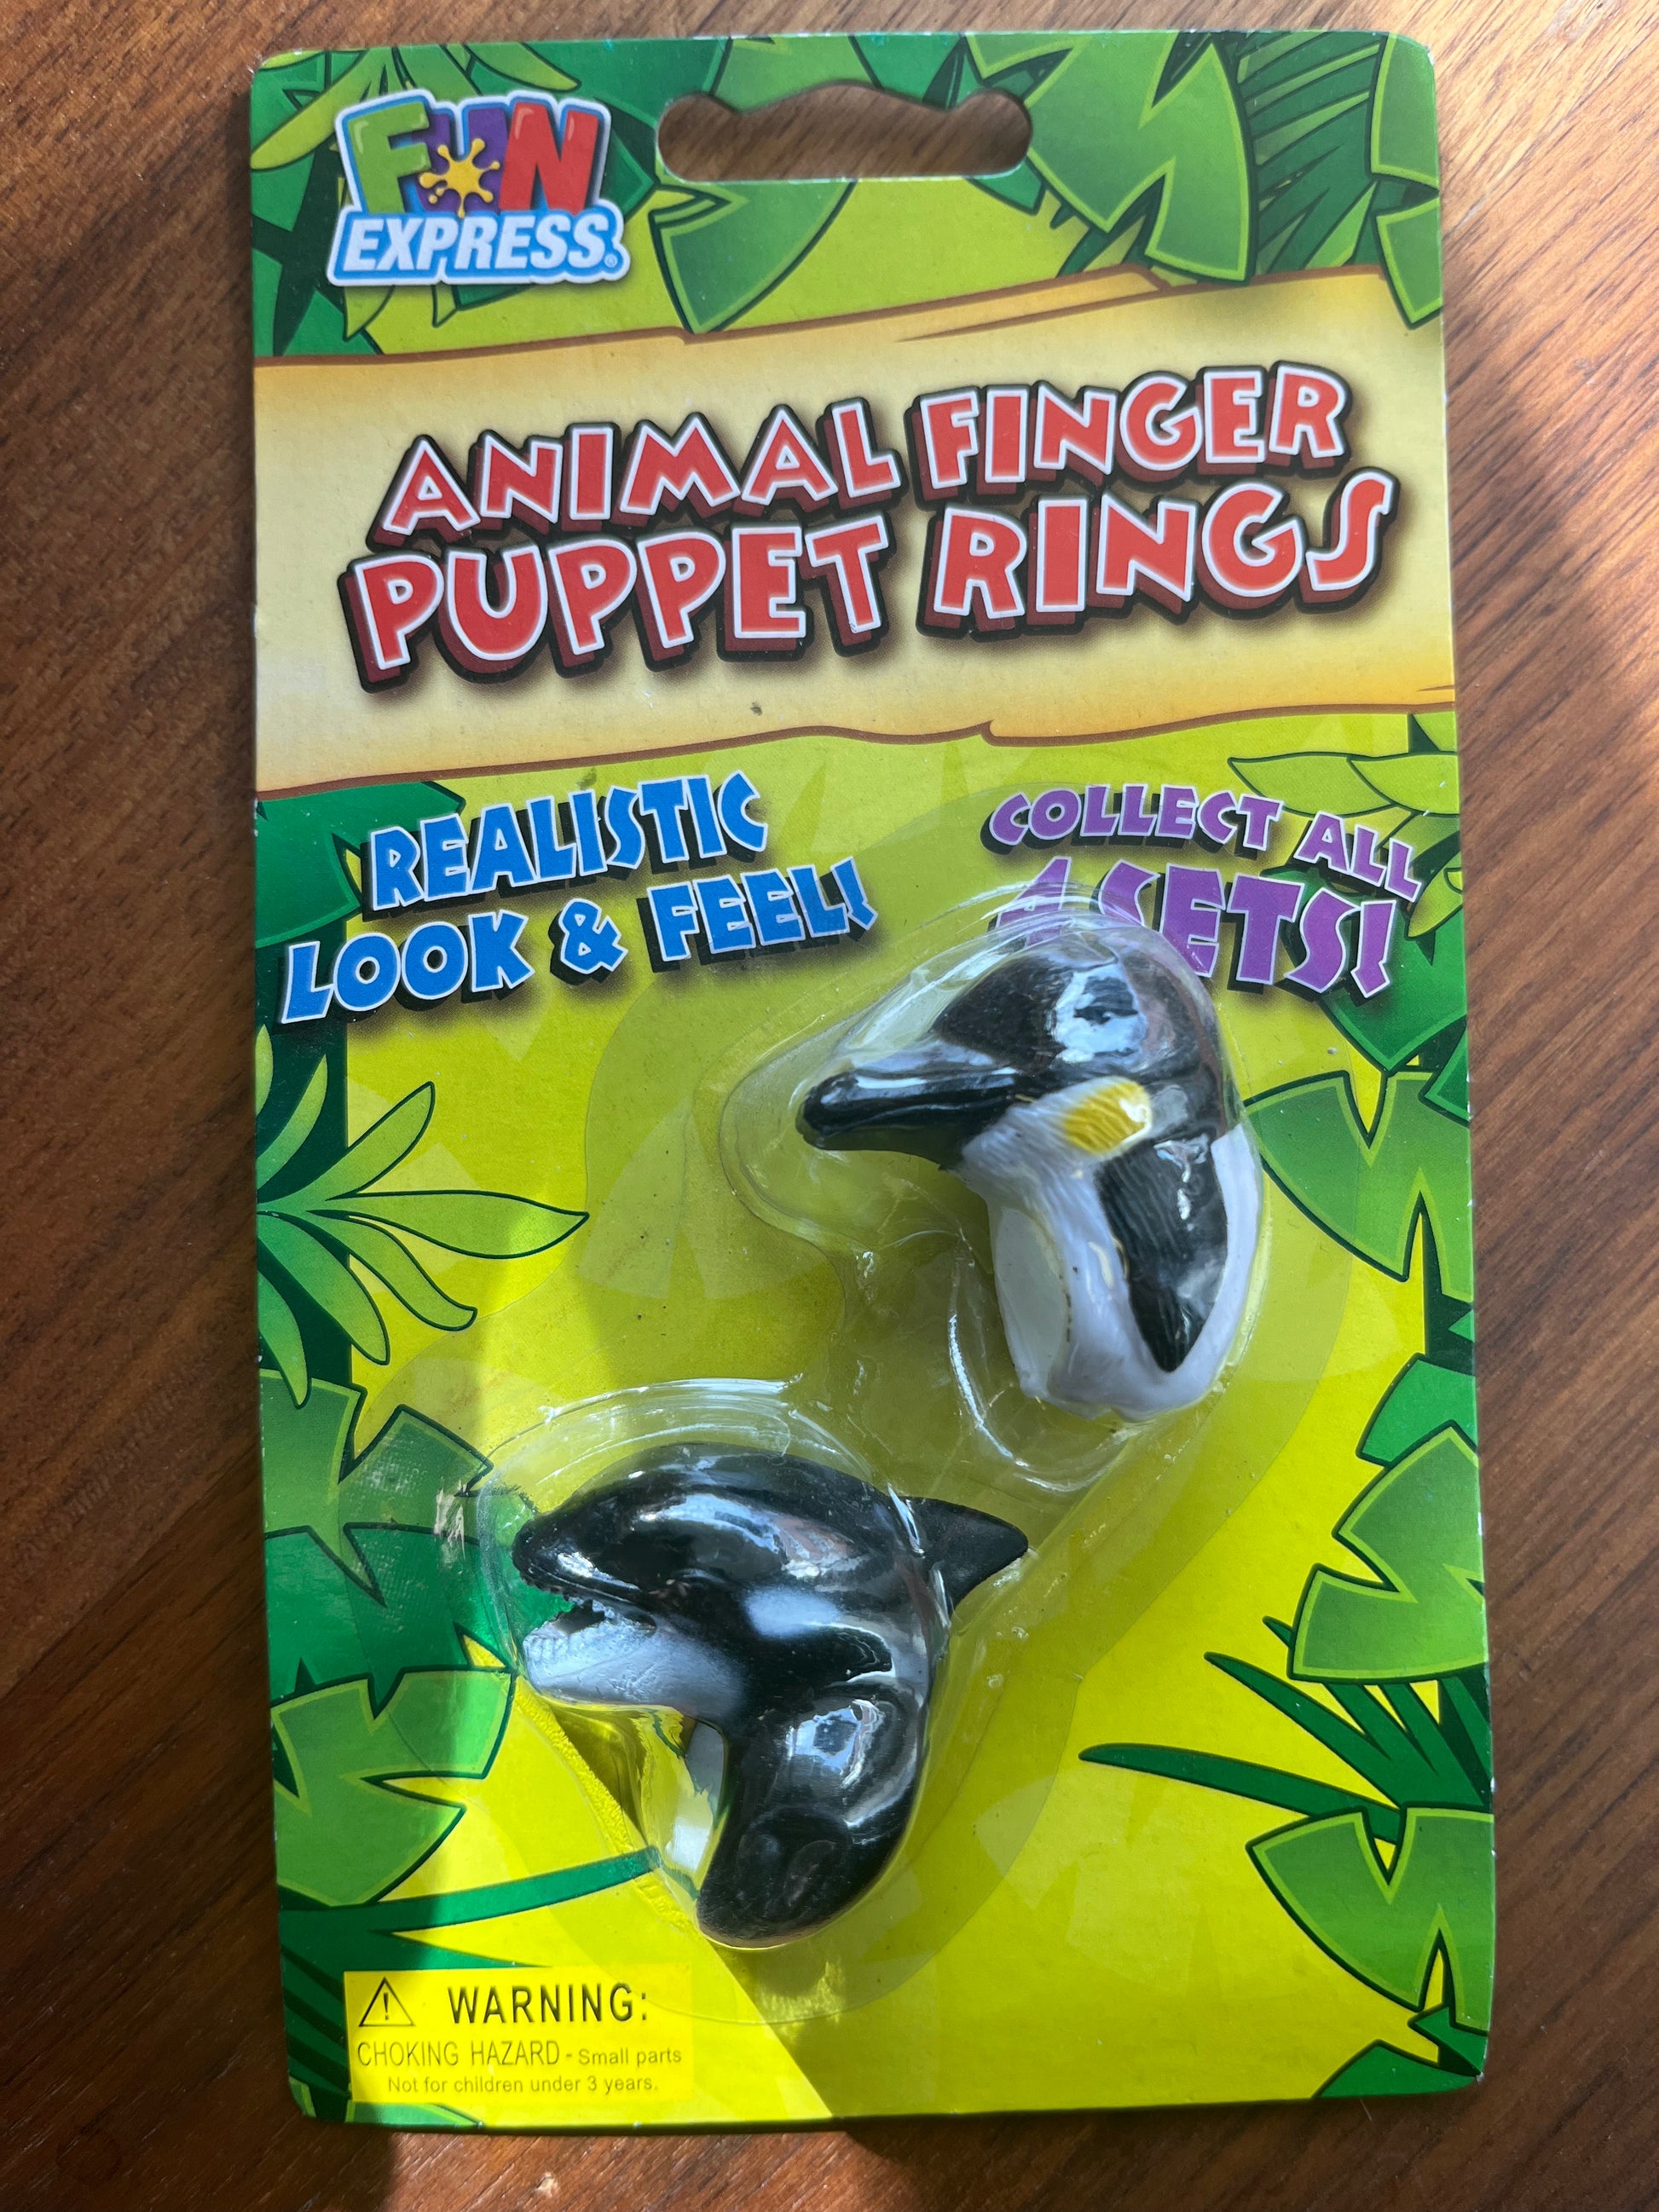 FUN
EXPRESS®
ANIMAL FINGER
PUPPET RINGS
REALISTIC
LOOK & FEEL!
COLLECT ALL
4 SETS!
WARNING:
CHOKING HAZARD - Small parts
Not for children under 3 years.